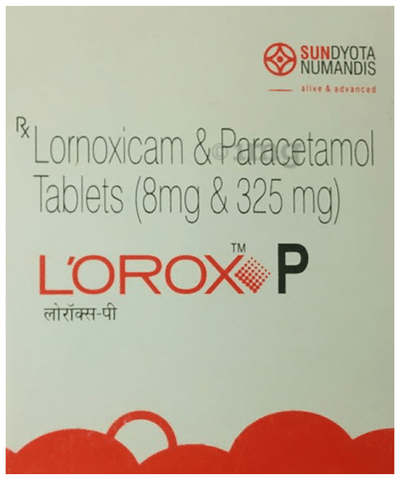 SUNDYOTA
NUMANDIS
alive & advanced
Rx Lornoxicam & Paracetamol
Tablets (8mg & 325 mg)
L'OROX™ P
लोरॉक्स-पी